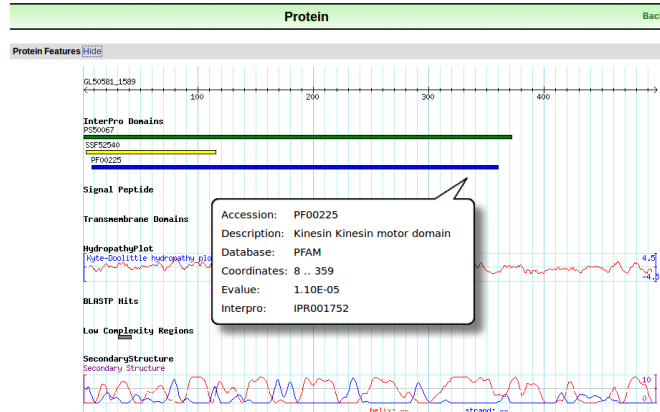 Protein
Back
Protein Features Hide
GL50581_1589
100 200 300 400
InterPro Domains
PS50067
SSF52540
PF00225
Signal Peptide
Transmembrane Domains
Accession: PF00225
Description: Kinesin Kinesin motor domain
Database: PFAM
Coordinates: 8 .. 359
Evalue: 1.10E-05
Interpro: IPR001752
HydropathyPlot
Kyte-Doolittle hydropathy plo
4.5
-4.5
BLASTP Hits
Low Complexity Regions
SecondaryStructure
Secondary Structure
10
0
helix: -- strand: --